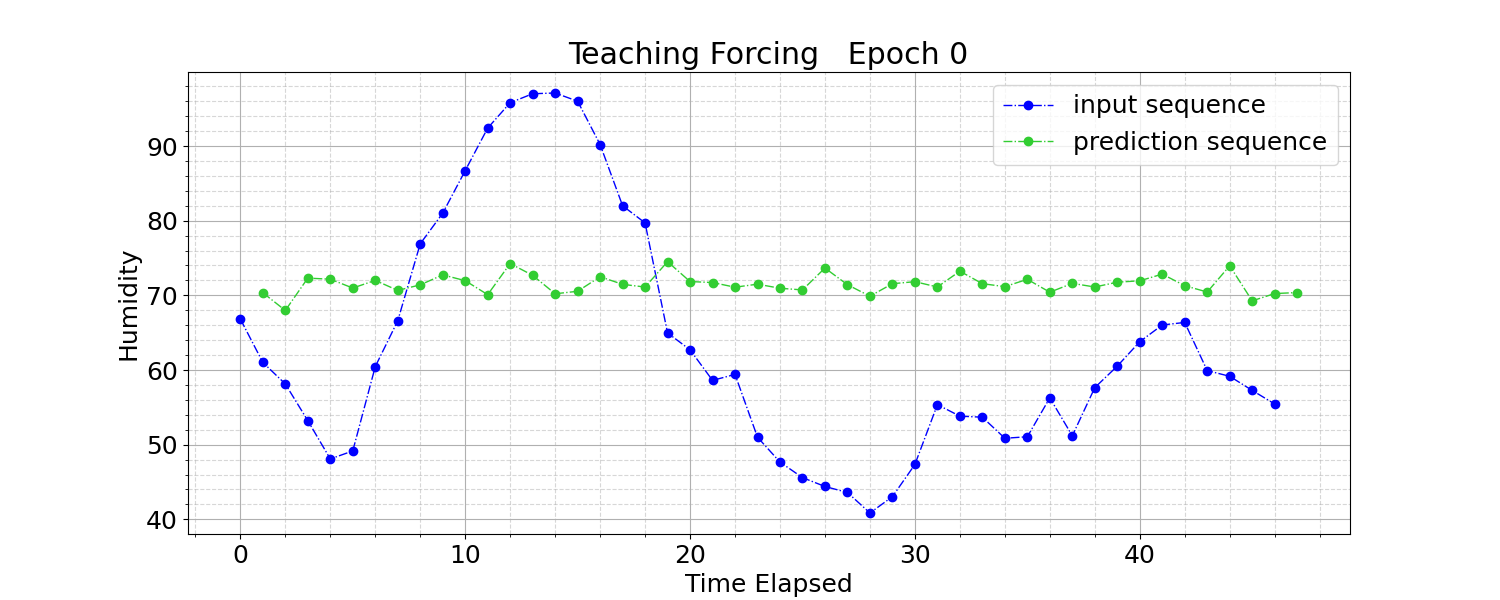 Teaching Forcing   Epoch 0
input sequence
prediction sequence
90
80
70
60
50
40
Humidity
0 10 20 30 40
Time Elapsed